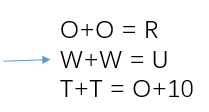 O+O = R
W+W = U
T+T = O+10